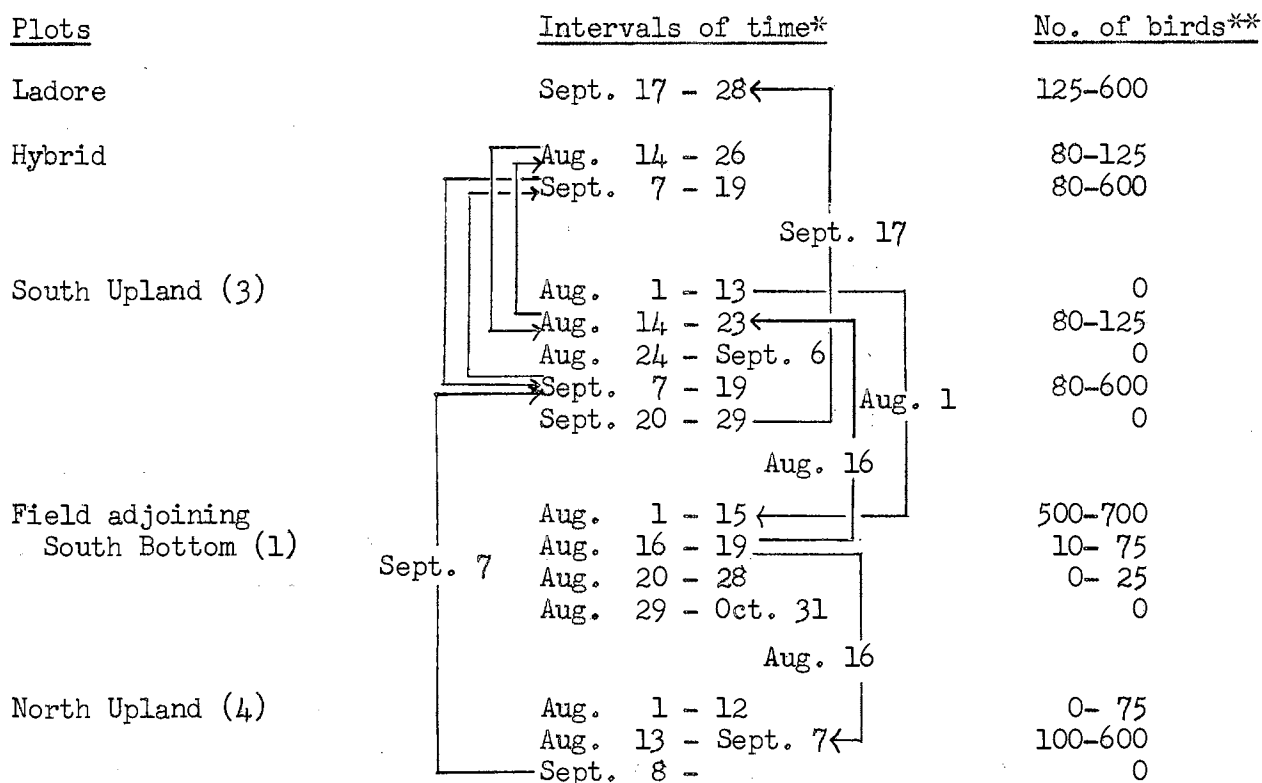 Plots Intervals of time* No. of birds**
Ladore Sept. 17 - 28 125-600
Hybrid Aug. 14 - 26 80-125
Sept. 7 - 19 80-600
Sept. 17
South Upland (3) Aug. 1 - 13 0
Aug. 14 - 23 80-125
Aug. 24 - Sept. 6 0
Sept. 7 - 19 80-600
Aug. 1
Sept. 20 - 29 0
Aug. 16
Field adjoining Aug. 1 - 15 500-700
South Bottom (1) Aug. 16 - 19 10- 75
Sept. 7 Aug. 20 - 28 0- 25
Aug. 29 - Oct. 31 0
Aug. 16
North Upland (4) Aug. 1 - 12 0- 75
Aug. 13 - Sept. 7 100-600
Sept. 8 - 0